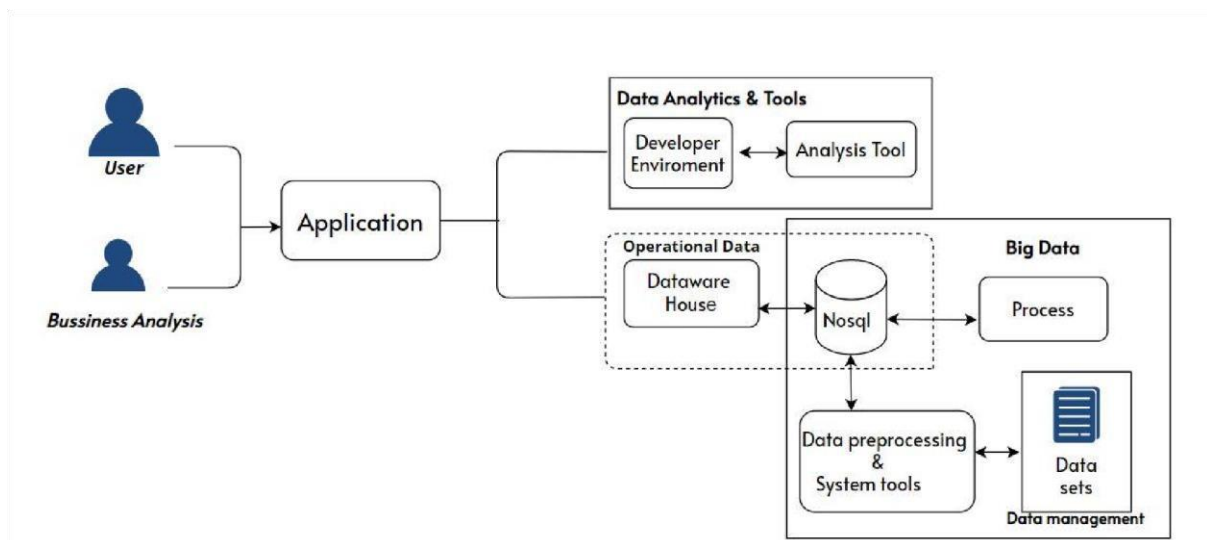 Data Analytics & Tools
Developer
Enviroment
Analysis Tool
User
Application
Operational Data
Big Data
Dataware
House
Nosql
Process
Bussiness Analysis
Data preprocessing
&
System tools
Data
sets
Data management